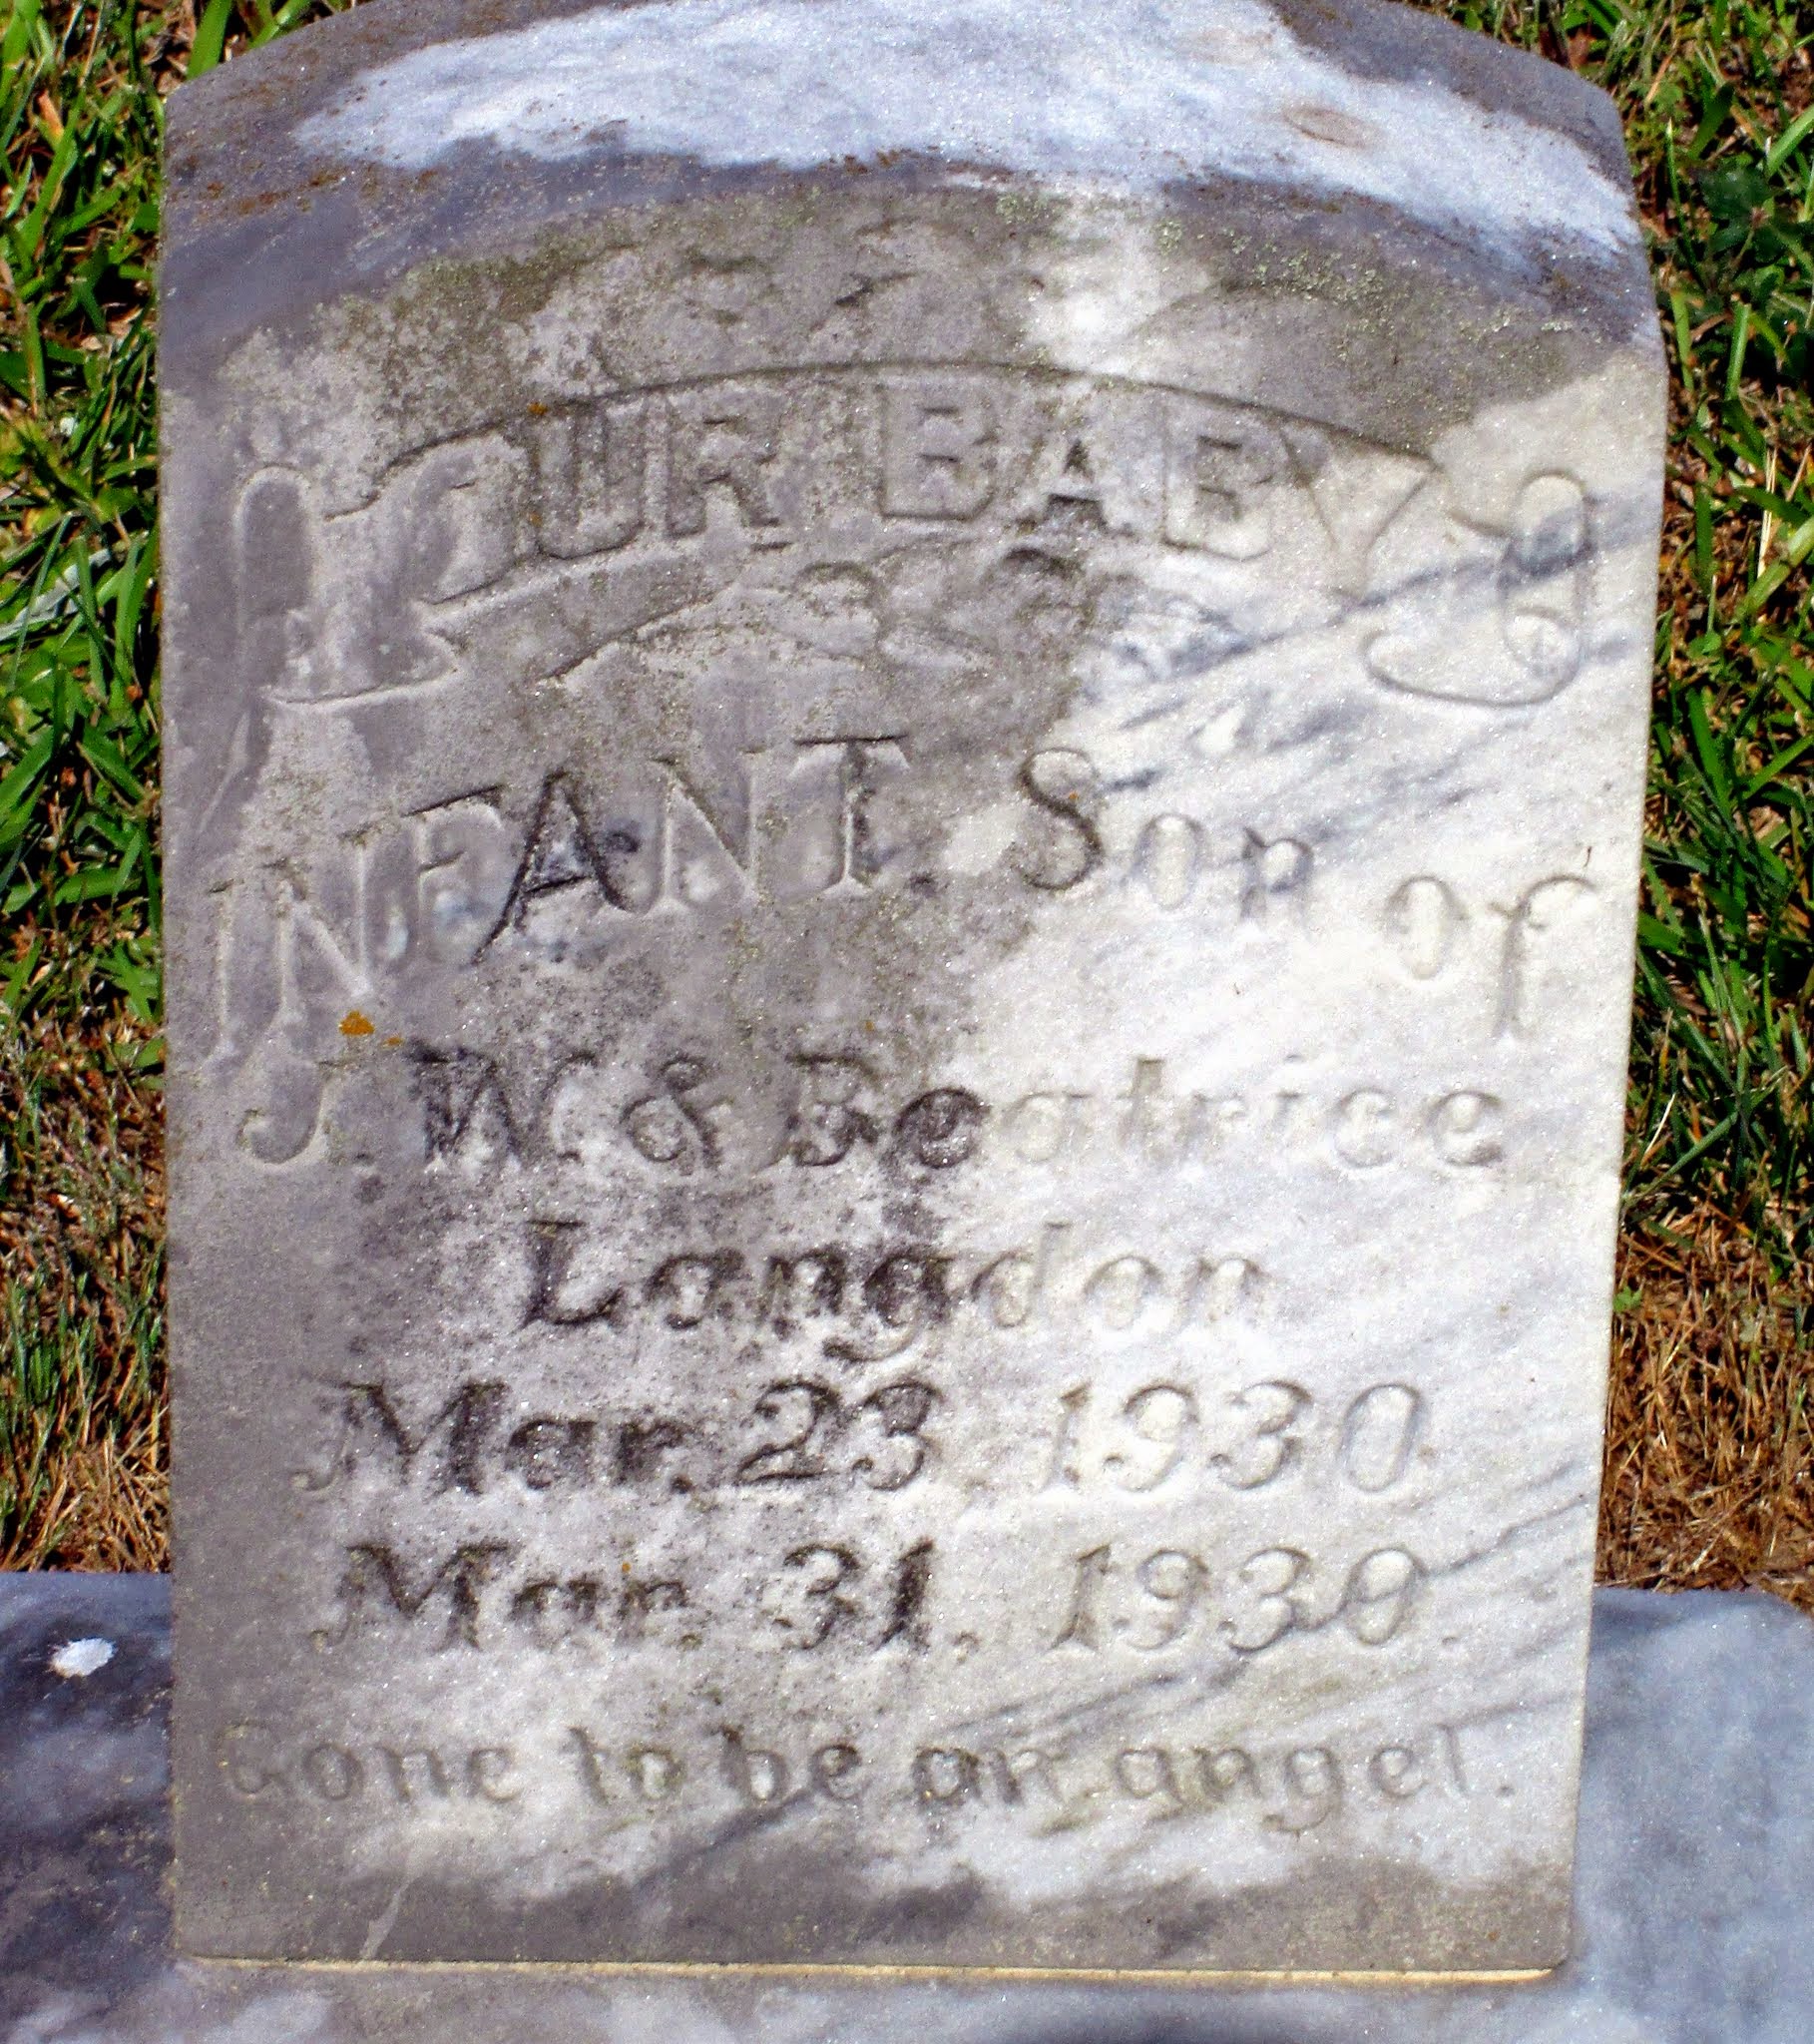 OUR BABY
INFANT. Son of
J. W. & Beatrice
Langdon
Mar. 23, 1930
Mar. 31, 1930.
Gone to be an angel.